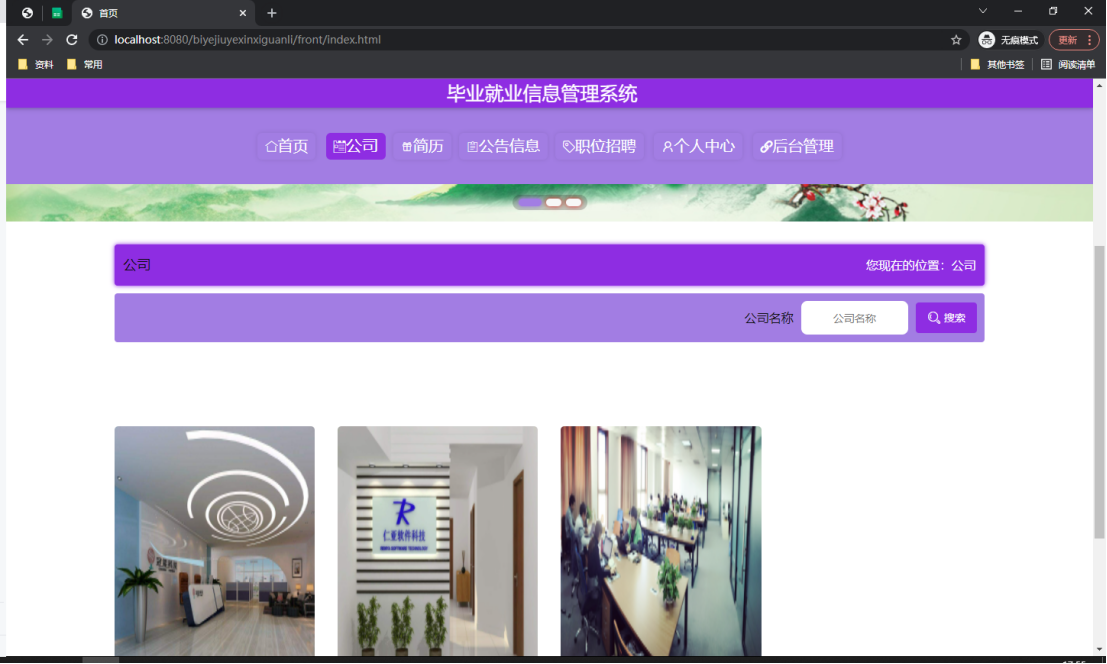 首页
localhost:8080/biyejiuyexinxiguanli/front/index.html
无痕模式
更新
资料
常用
其他书签
阅读清单
毕业就业信息管理系统
首页
公司
简历
公告信息
职位招聘
个人中心
后台管理
公司
您现在的位置：公司
公司名称
公司名称
搜索
R
仁亚软件科技